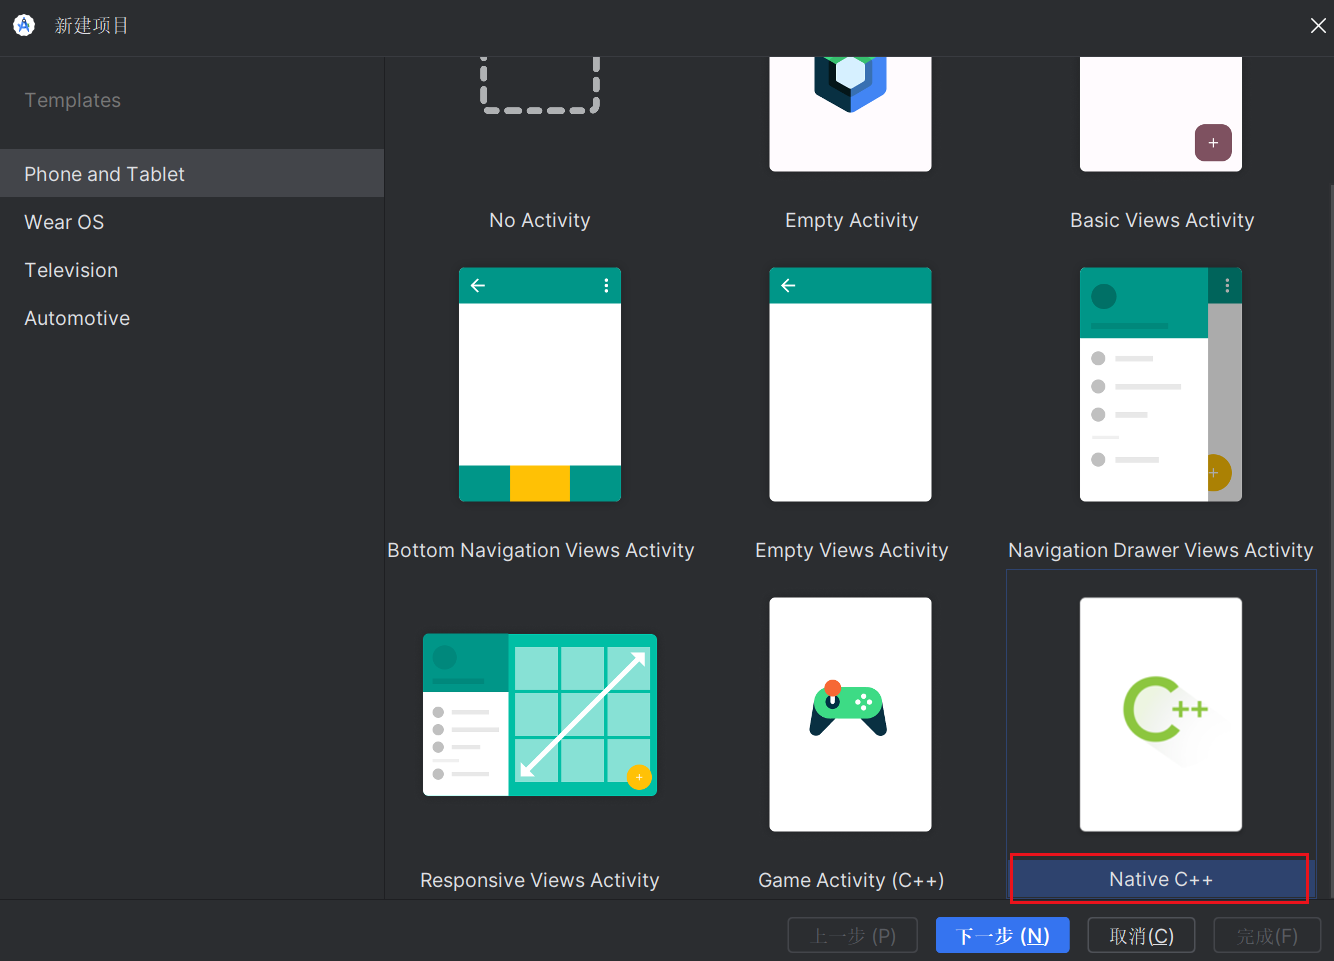 新建项目
Templates
Phone and Tablet
Wear OS
Television
Automotive
No Activity
Empty Activity
Basic Views Activity
Bottom Navigation Views Activity
Empty Views Activity
Navigation Drawer Views Activity
C++
Responsive Views Activity
Game Activity (C++)
Native C++
上一步 (P)
下一步 (N)
取消(C)
完成(F)